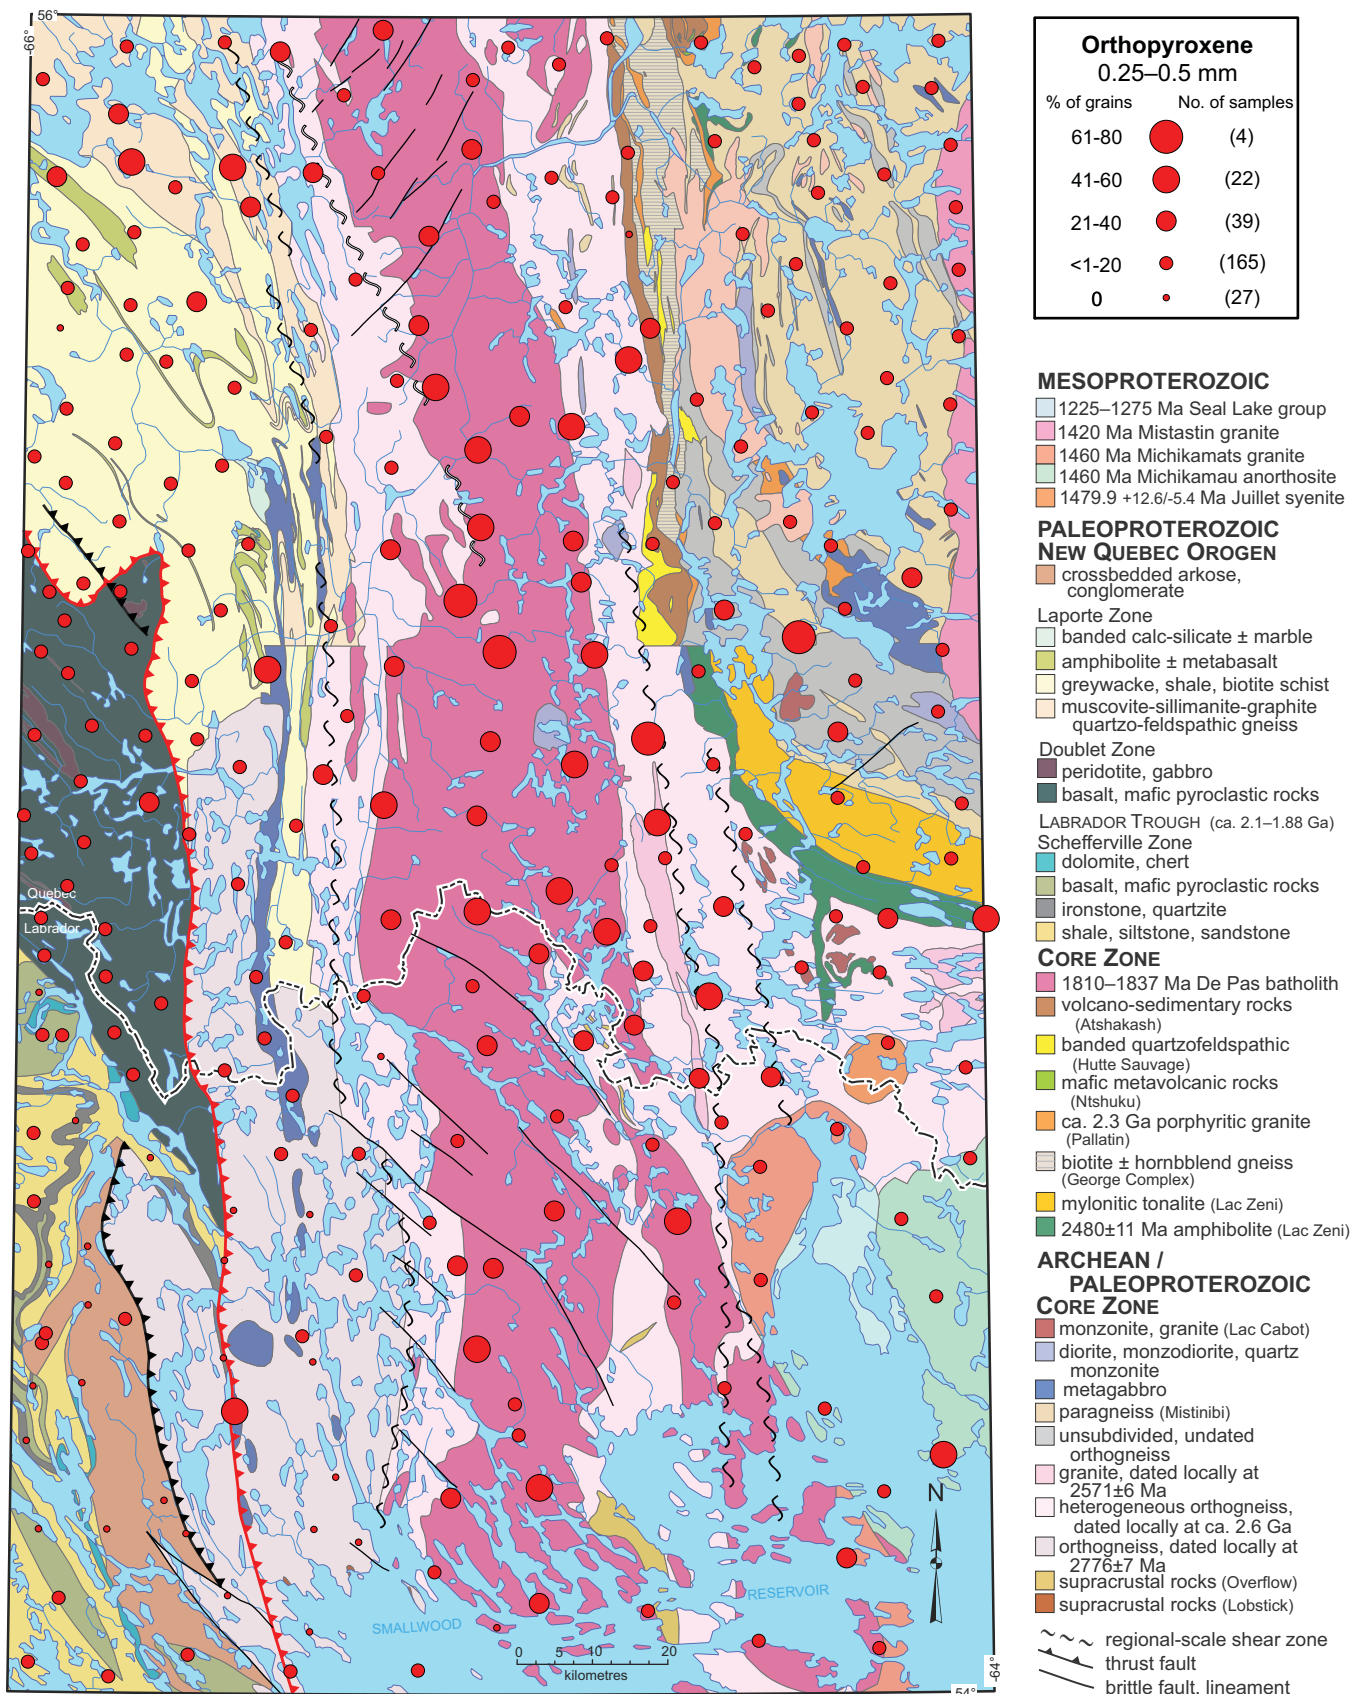 56°
-66°
Orthopyroxene
0.25–0.5 mm
% of grains No. of samples
61-80 (4)
41-60 (22)
21-40 (39)
<1-20 (165)
0 (27)
MESOPROTEROZOIC
1225–1275 Ma Seal Lake group
1420 Ma Mistastin granite
1460 Ma Michikamats granite
1460 Ma Michikamau anorthosite
1479.9 +12.6/-5.4 Ma Juillet syenite
PALEOPROTEROZOIC
NEW QUEBEC OROGEN
crossbedded arkose,
conglomerate
Laporte Zone
banded calc-silicate ± marble
amphibolite ± metabasalt
greywacke, shale, biotite schist
muscovite-sillimanite-graphite
quartzo-feldspathic gneiss
Doublet Zone
peridotite, gabbro
basalt, mafic pyroclastic rocks
LABRADOR TROUGH (ca. 2.1–1.88 Ga)
Schefferville Zone
dolomite, chert
basalt, mafic pyroclastic rocks
ironstone, quartzite
shale, siltstone, sandstone
CORE ZONE
1810–1837 Ma De Pas batholith
volcano-sedimentary rocks
(Atshakash)
banded quartzofeldspathic
(Hutte Sauvage)
mafic metavolcanic rocks
(Ntshuku)
ca. 2.3 Ga porphyritic granite
(Pallatin)
biotite ± hornbblend gneiss
(George Complex)
mylonitic tonalite (Lac Zeni)
2480±11 Ma amphibolite (Lac Zeni)
ARCHEAN /
PALEOPROTEROZOIC
CORE ZONE
monzonite, granite (Lac Cabot)
diorite, monzodiorite, quartz
monzonite
metagabbro
paragneiss (Mistinibi)
unsubdivided, undated
orthogneiss
granite, dated locally at
2571±6 Ma
heterogeneous orthogneiss,
dated locally at ca. 2.6 Ga
orthogneiss, dated locally at
2776±7 Ma
supracrustal rocks (Overflow)
supracrustal rocks (Lobstick)
regional-scale shear zone
thrust fault
brittle fault, lineament
Quebec
Labrador
N
SMALLWOOD
RESERVOIR
0 5 10 20
kilometres
-64°
54°